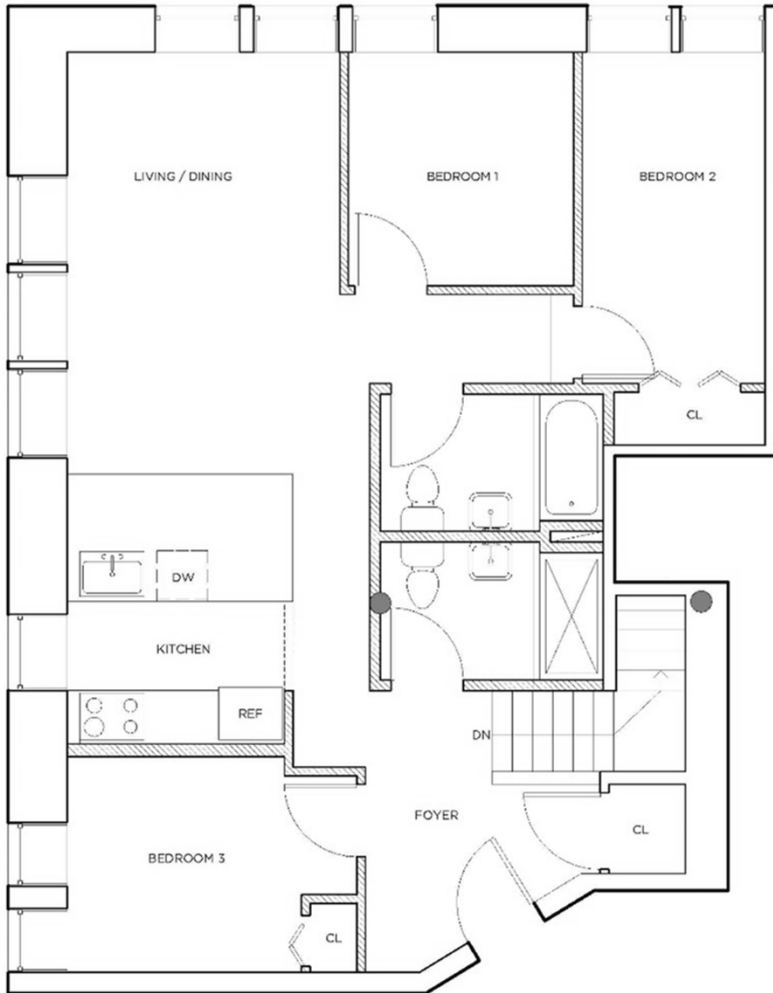 LIVING / DINING
BEDROOM 1
BEDROOM 2
CL
DW
KITCHEN
REF
DN
FOYER
CL
BEDROOM 3
CL